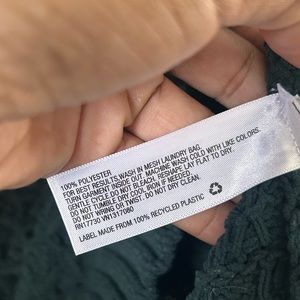 100% POLYESTER
FOR BEST RESULTS,WASH IN MESH LAUNDRY BAG,
TURN GARMENT INSIDE OUT. MACHINE WASH COLD WITH LIKE COLORS.
GENTLE CYCLE.DO NOT BLEACH, RESHAPE LAY FLAT TO DRY.
DO NOT TUMBLE DRY.COOL IRON IF NEEDED.
DO NOT WRING OR TWIST. DO NOT DRY CLEAN.
RN17730 VN1317080
LABEL MADE FROM 100% RECYCLED PLASTIC